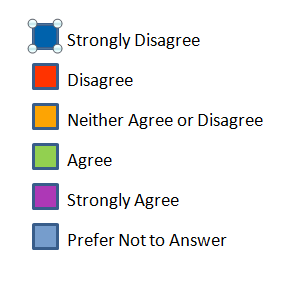 Strongly Disagree
Disagree
Neither Agree or Disagree
Agree
Strongly Agree
Prefer Not to Answer